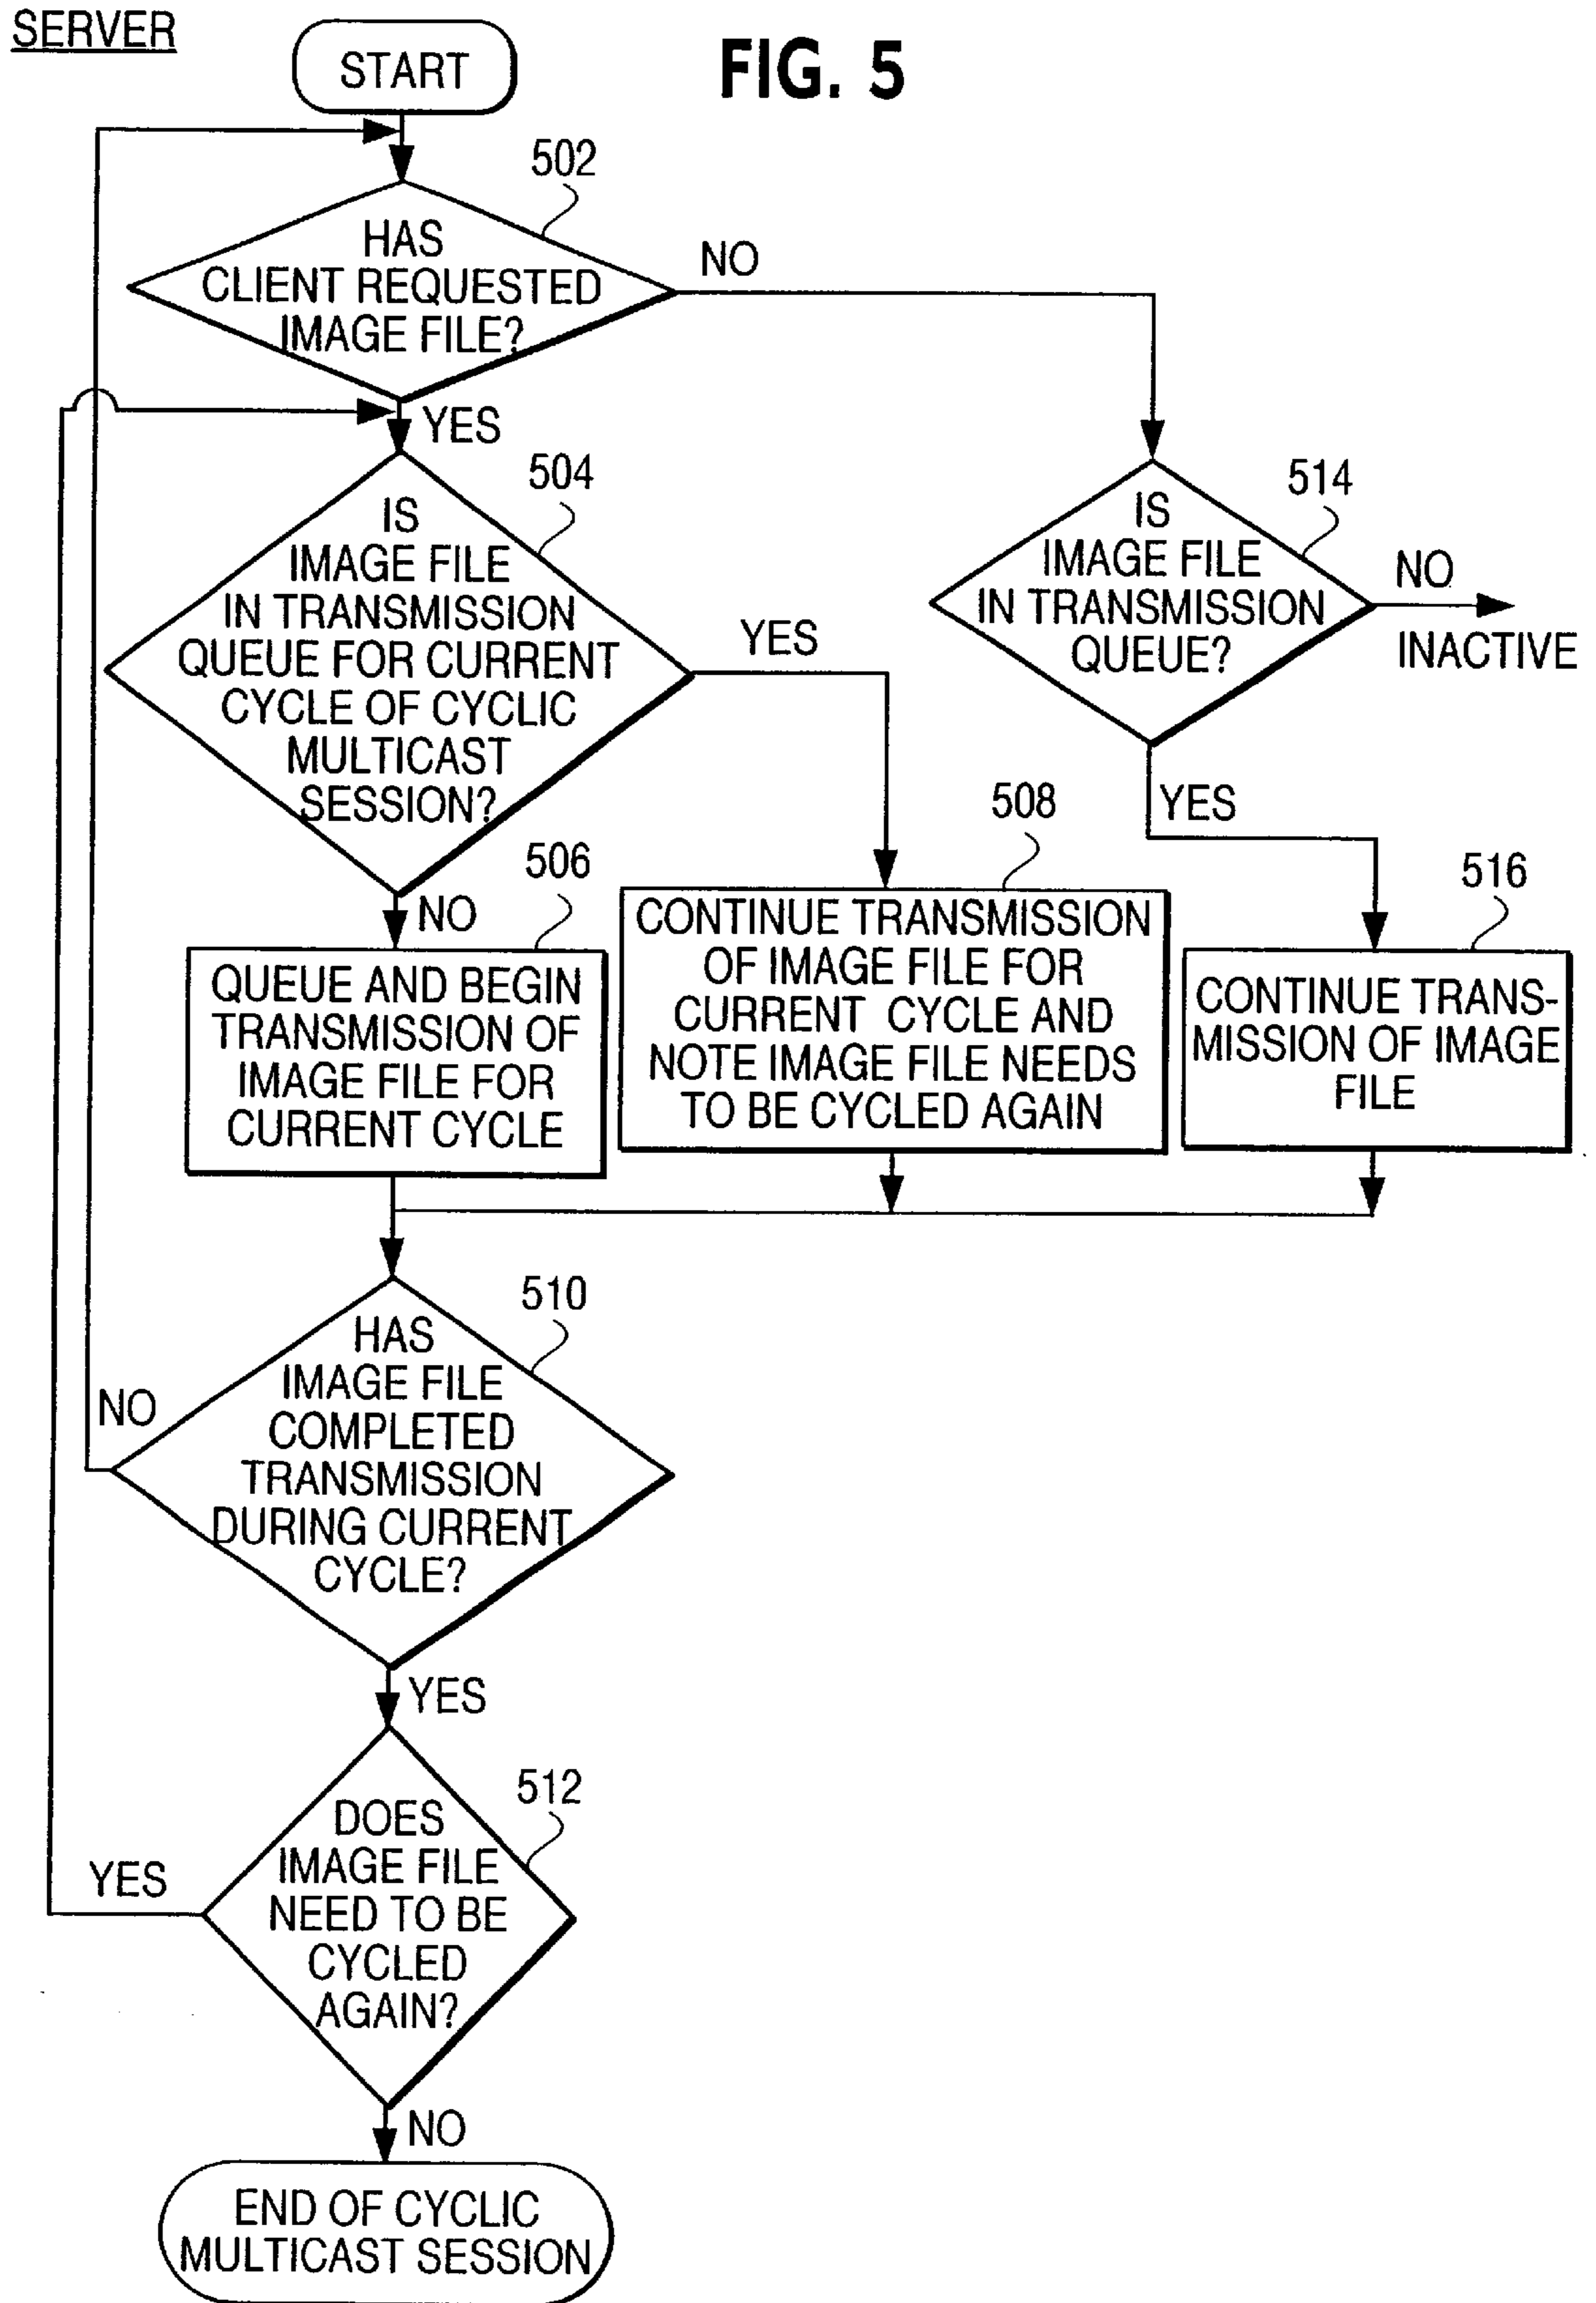 SERVER
START
FIG. 5
502
HAS
CLIENT REQUESTED
IMAGE FILE?
NO
YES
504
IS
IMAGE FILE
IN TRANSMISSION
QUEUE FOR CURRENT
CYCLE OF CYCLIC
MULTICAST
SESSION?
YES
514
IS
IMAGE FILE
IN TRANSMISSION
QUEUE?
NO
INACTIVE
YES
NO
506
QUEUE AND BEGIN
TRANSMISSION OF
IMAGE FILE FOR
CURRENT CYCLE
508
CONTINUE TRANSMISSION
OF IMAGE FILE FOR
CURRENT CYCLE AND
NOTE IMAGE FILE NEEDS
TO BE CYCLED AGAIN
516
CONTINUE TRANS-
MISSION OF IMAGE
FILE
510
HAS
IMAGE FILE
COMPLETED
TRANSMISSION
DURING CURRENT
CYCLE?
NO
YES
512
DOES
IMAGE FILE
NEED TO BE
CYCLED
AGAIN?
YES
NO
END OF CYCLIC
MULTICAST SESSION